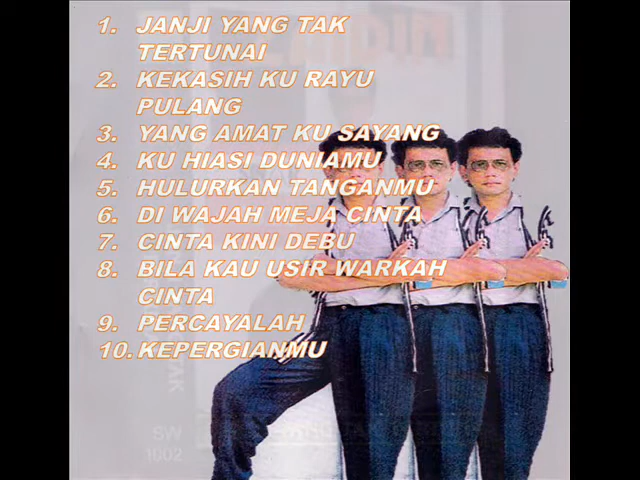 1. JANJI YANG TAK
TERTUNAI
2. KEKASIH KU RAYU
PULANG
3. YANG AMAT KU SAYANG
4. KU HIASI DUNIAMU
5. HULURKAN TANGANMU
6. DI WAJAH MEJA CINTA
7. CINTA KINI DEBU
8. BILA KAU USIR WARKAH
CINTA
9. PERCAYALAH
10. KEPERGIANMU
SW
1002